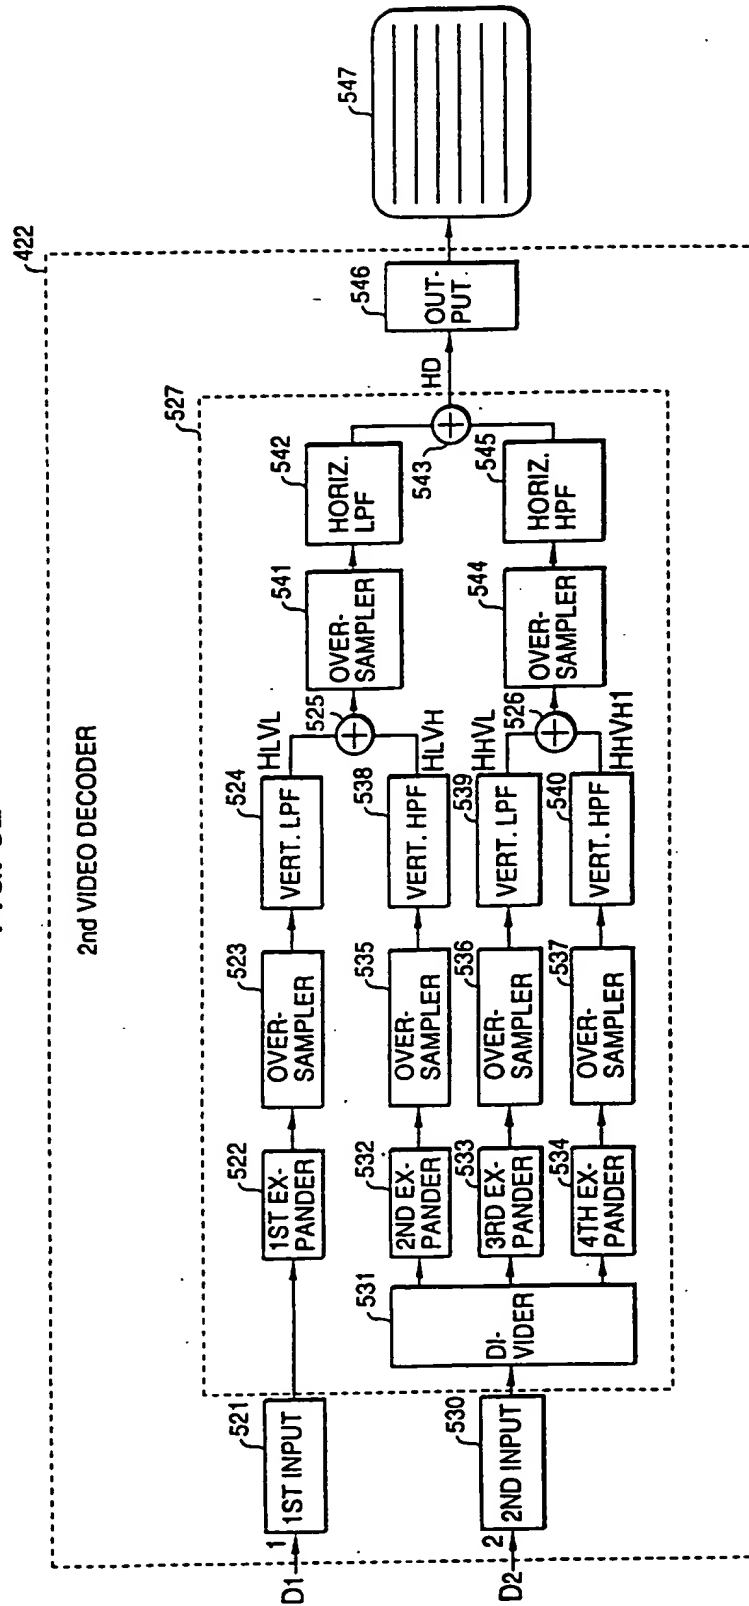 2nd VIDEO DECODER
422
527
D1
1
521
1ST INPUT
522
1ST EX-
PANDER
523
OVER-
SAMPLER
524
VERT. LPF
HLVL
525
+
541
OVER-
SAMPLER
542
HORIZ.
LPF
543
+
HD
546
OUT-
PUT
547
D2
2
530
2ND INPUT
531
DI-
VIDER
532
2ND EX-
PANDER
535
OVER-
SAMPLER
538
VERT. HPF
HLVH
533
3RD EX-
PANDER
536
OVER-
SAMPLER
539
VERT. LPF
HHVL
526
+
544
OVER-
SAMPLER
545
HORIZ.
HPF
534
4TH EX-
PANDER
537
OVER-
SAMPLER
540
VERT. HPF
HHVH1